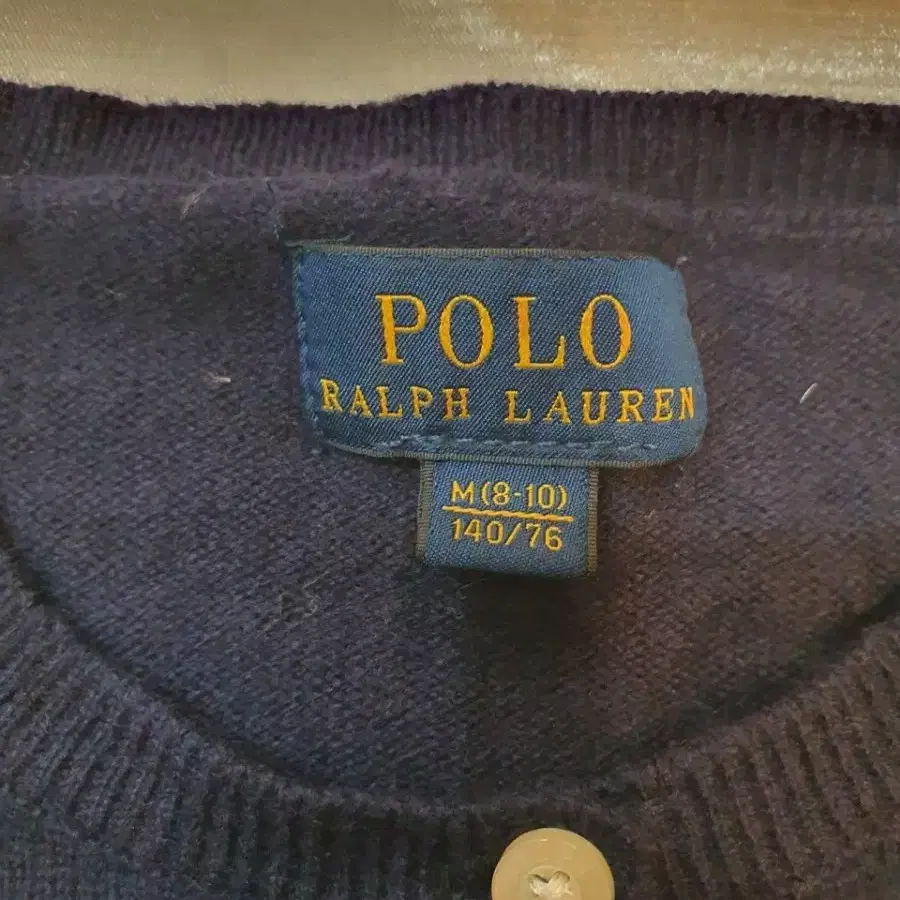 POLO
RALPH LAUREN
M(8-10)
140/76